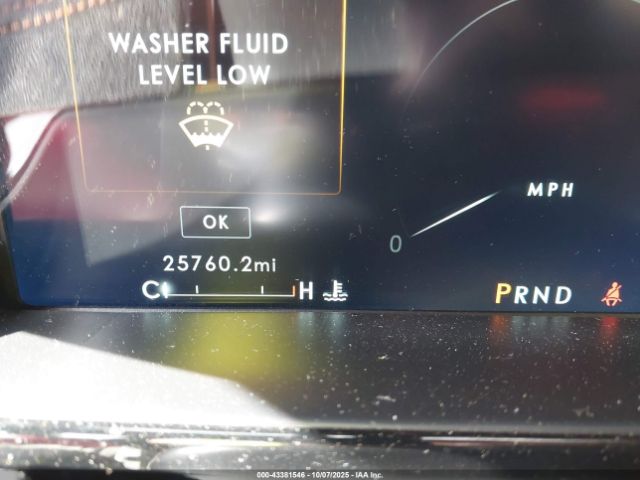 WASHER FLUID
LEVEL LOW
OK
MPH
0
25760.2mi
C H
PRND
000-43381546 - 10/07/2025 - IAA Inc.